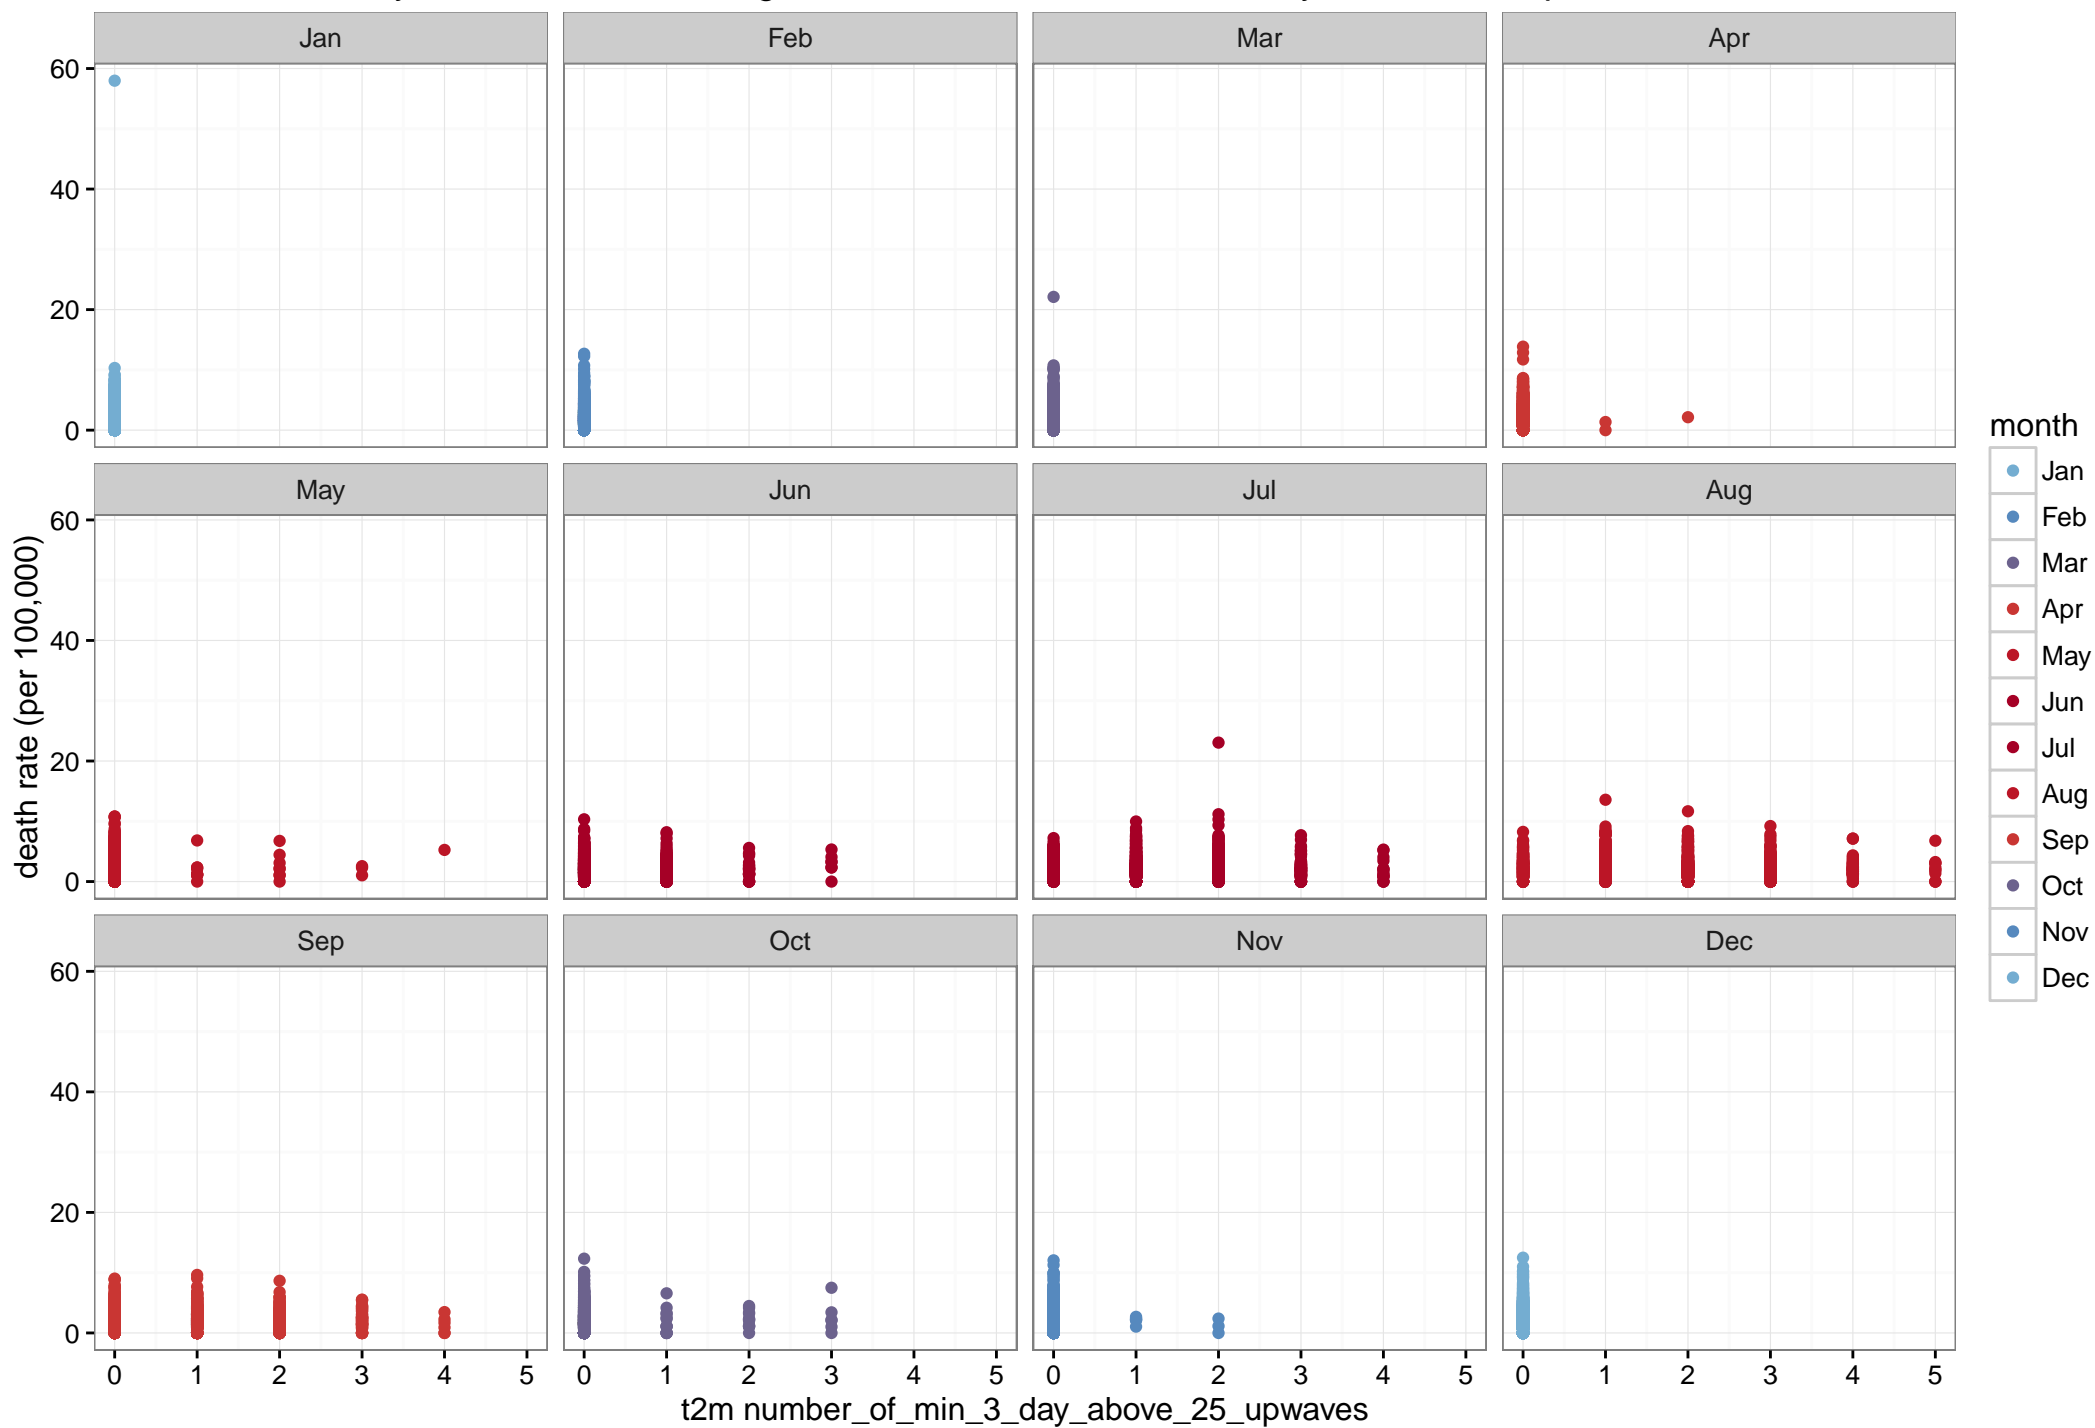 Jan Feb Mar Apr
60
40
20
0
May Jun Jul Aug
60
40
20
0
Sep Oct Nov Dec
60
40
20
0
0 1 2 3 4 5 0 1 2 3 4 5 0 1 2 3 4 5 0 1 2 3 4 5
t2m number_of_min_3_day_above_25_upwaves
death rate (per 100,000)
month
Jan
Feb
Mar
Apr
May
Jun
Jul
Aug
Sep
Oct
Nov
Dec